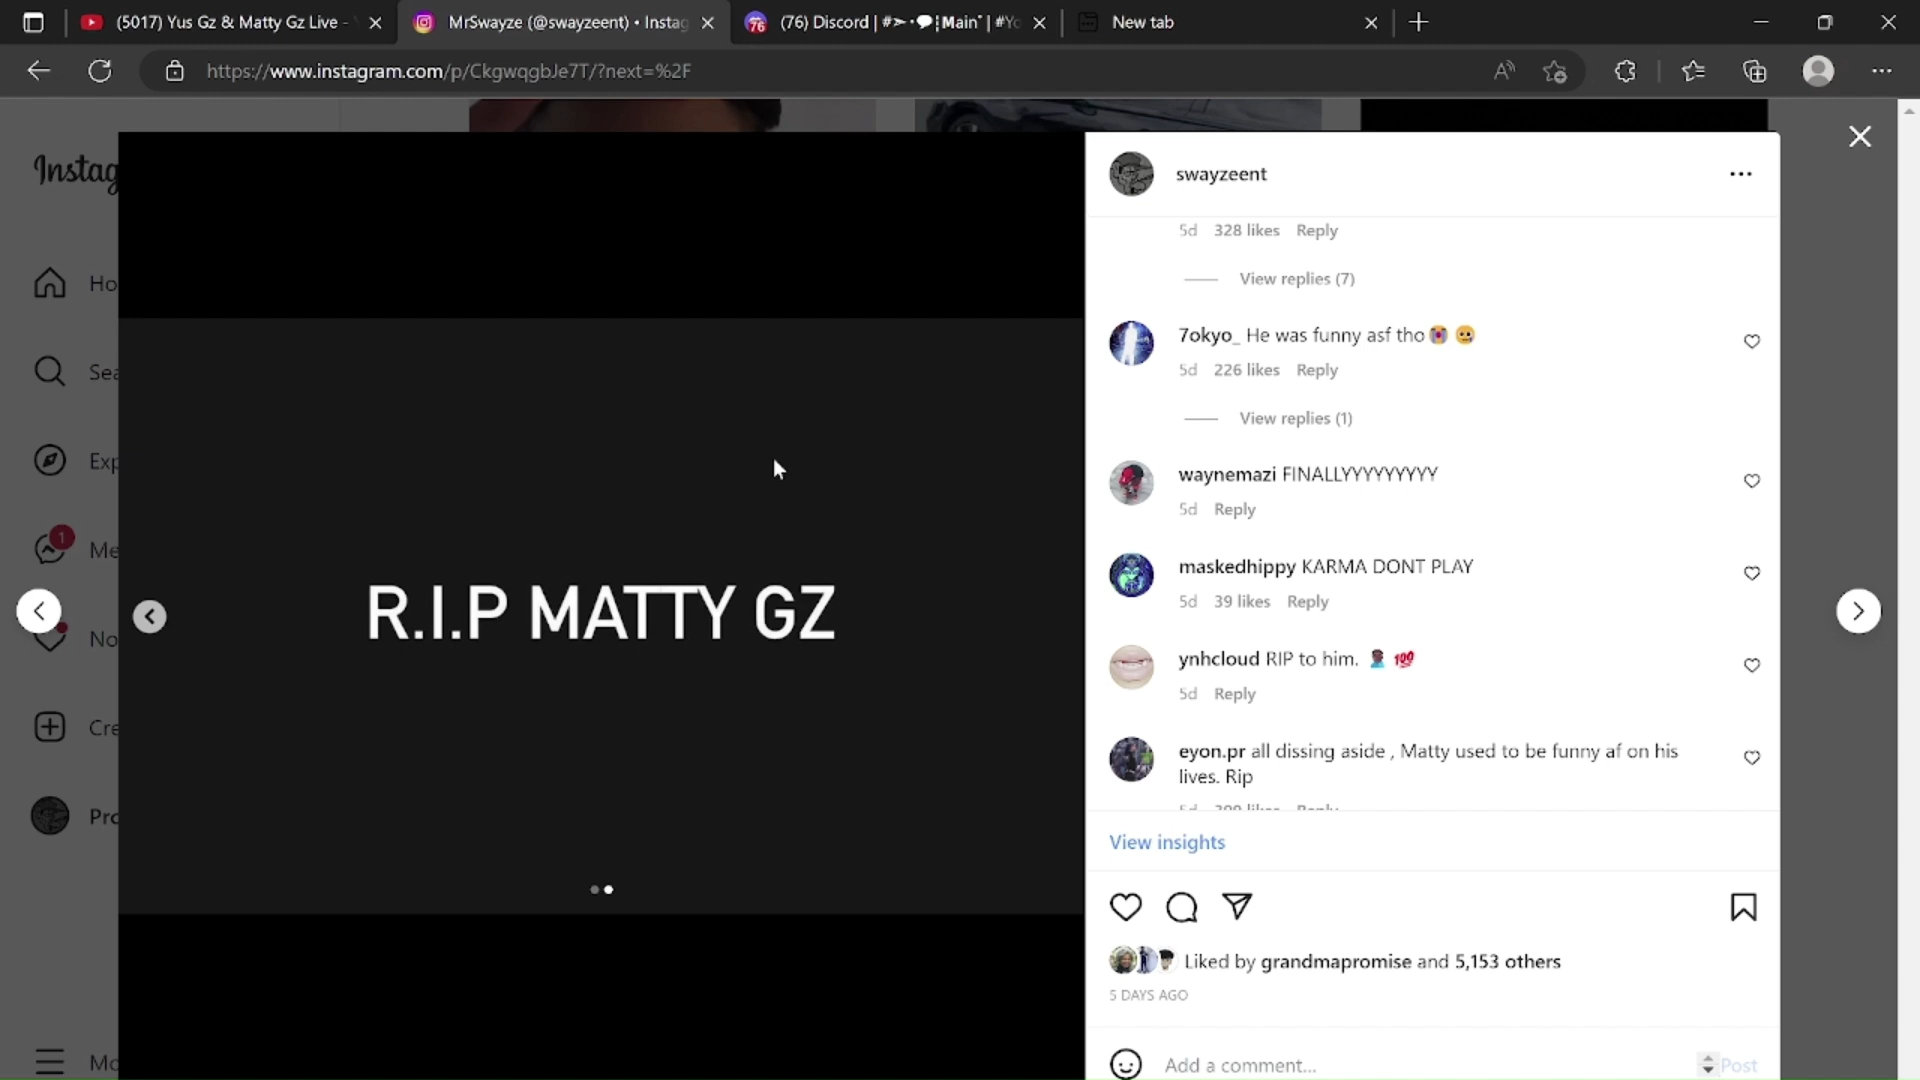 (5017) Yus Gz & Matty Gz Live -
MrSwayze (@swayzeent) • Instag
(76) Discord | #➣・💬┆Main˚ | #Yo
New tab
https://www.instagram.com/p/CkgwqgbJe7T/?next=%2F
Instag
Ho
Sea
Exp
1
Me
No
Cre
Pro
Mo
R.I.P MATTY GZ
swayzeent
5d 328 likes Reply
View replies (7)
7okyo_ He was funny asf tho😭😀
5d 226 likes Reply
View replies (1)
waynemazi FINALLYYYYYYYYY
5d Reply
maskedhippy KARMA DONT PLAY
5d 39 likes Reply
ynhcloud RIP to him. 🤦🏿‍♂️💯
5d Reply
eyon.pr all dissing aside , Matty used to be funny af on his
lives. Rip
View insights
Liked by grandmapromise and 5,153 others
5 DAYS AGO
Add a comment...
Post